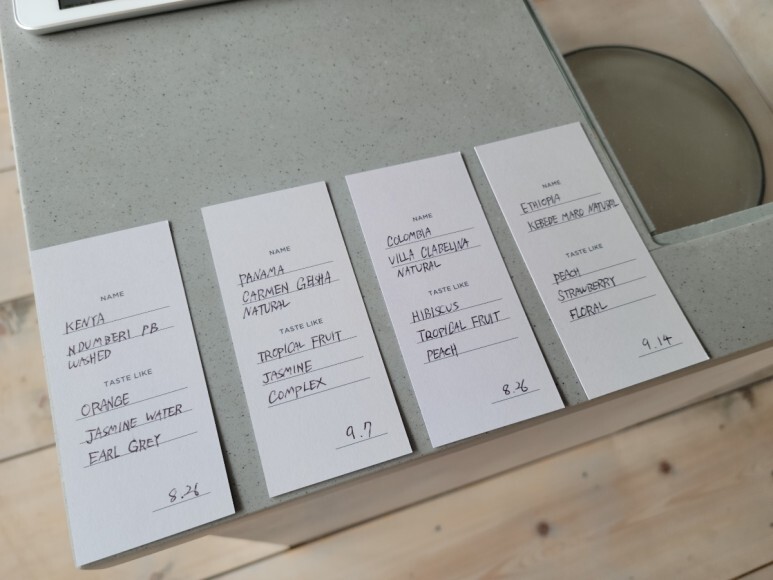 NAME
KENYA
NDUMBERI PB
WASHED
TASTE LIKE
ORANGE
JASMINE WATER
EARL GREY
8.26
NAME
PANAMA
CARMEN GEISHA
NATURAL
TASTE LIKE
TROPICAL FRUIT
JASMINE
COMPLEX
9.7
NAME
COLOMBIA
VILLA CLABELINA
NATURAL
TASTE LIKE
HIBISCUS
TROPICAL FRUIT
PEACH
8.26
NAME
ETHIOPIA
KEBEDE MARO NATURAL
TASTE LIKE
PEACH
STRAWBERRY
FLORAL
9.14